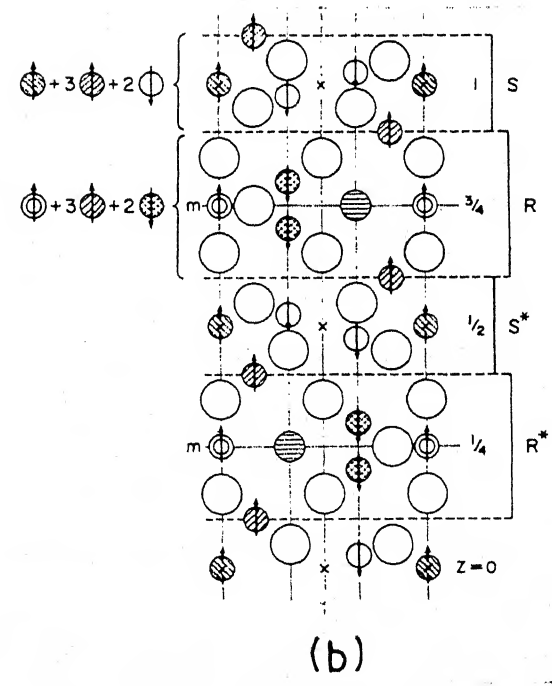 + 3 + 2 1 S
+ 3 + 2 m 3/4 R
1/2 S*
m 1/4 R*
Z = 0
(b)